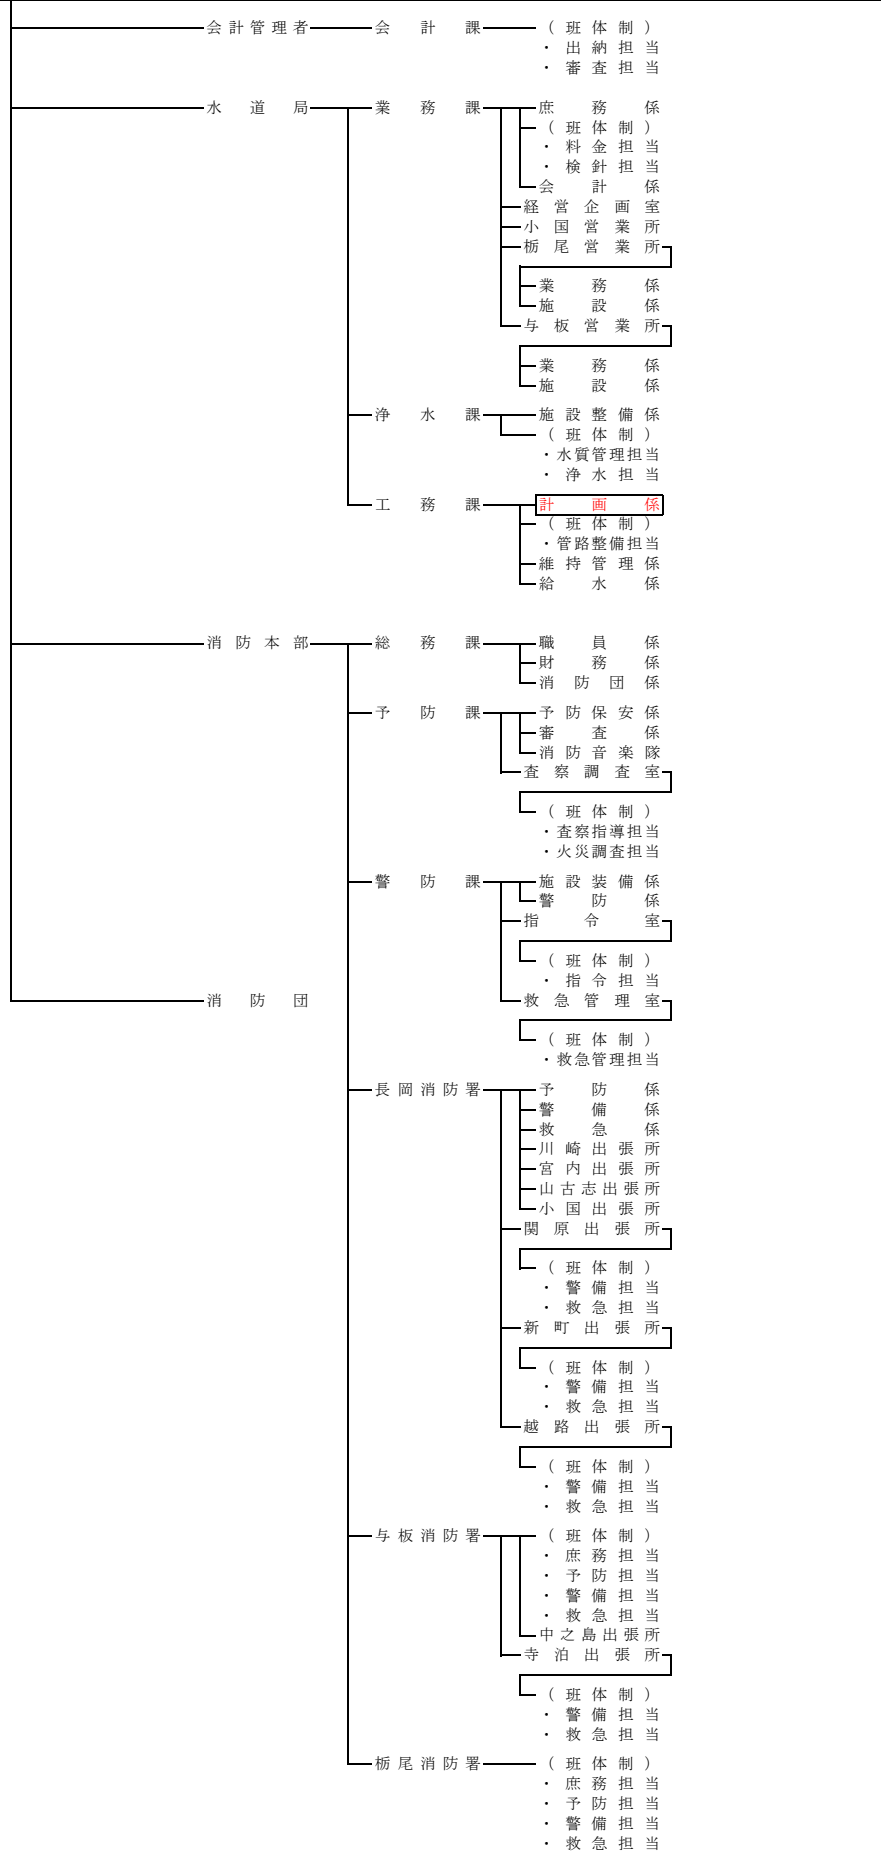 会計管理者 会計課 （班体制）
・出納担当
・審査担当
水道局 業務課 庶務係
（班体制）
・料金担当
・検針担当
会計係
経営企画室
小国営業所
栃尾営業所
業務係
施設係
与板営業所
業務係
施設係
浄水課 施設整備係
（班体制）
・水質管理担当
・浄水担当
工務課 計画係
（班体制）
・管路整備担当
維持管理係
給水係
消防本部 総務課 職員係
財務係
消防団係
予防課 予防保安係
審査係
消防音楽隊
査察調査室
（班体制）
・査察指導担当
・火災調査担当
警防課 施設装備係
警防係
指令室
（班体制）
・指令担当
消防団 救急管理室
（班体制）
・救急管理担当
長岡消防署 予防係
警備係
救急係
川崎出張所
宮内出張所
山古志出張所
小国出張所
関原出張所
（班体制）
・警備担当
・救急担当
新町出張所
（班体制）
・警備担当
・救急担当
越路出張所
（班体制）
・警備担当
・救急担当
与板消防署 （班体制）
・庶務担当
・予防担当
・警備担当
・救急担当
中之島出張所
寺泊出張所
（班体制）
・警備担当
・救急担当
栃尾消防署 （班体制）
・庶務担当
・予防担当
・警備担当
・救急担当